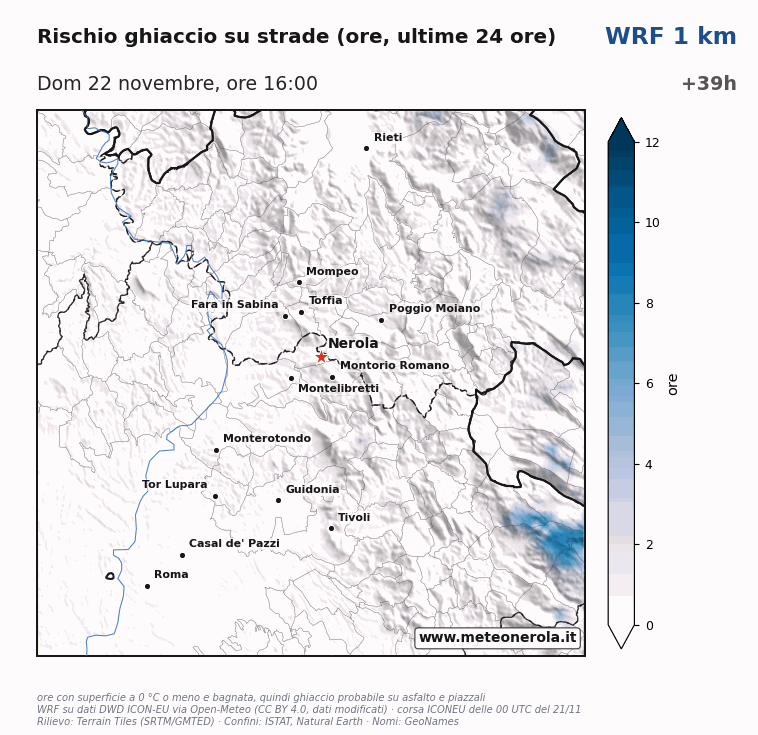 Rischio ghiaccio su strade (ore, ultime 24 ore)
WRF 1 km
Dom 22 novembre, ore 16:00
+39h
Rieti
Mompeo
Toffia
Fara in Sabina
Poggio Moiano
Nerola
Montorio Romano
Montelibretti
Monterotondo
Tor Lupara
Guidonia
Tivoli
Casal de' Pazzi
Roma
www.meteonerola.it
12
10
8
6
4
2
0
ore
ore con superficie a 0 °C o meno e bagnata, quindi ghiaccio probabile su asfalto e piazzali
WRF su dati DWD ICON-EU via Open-Meteo (CC BY 4.0, dati modificati) · corsa ICONEU delle 00 UTC del 21/11
Rilievo: Terrain Tiles (SRTM/GMTED) · Confini: ISTAT, Natural Earth · Nomi: GeoNames